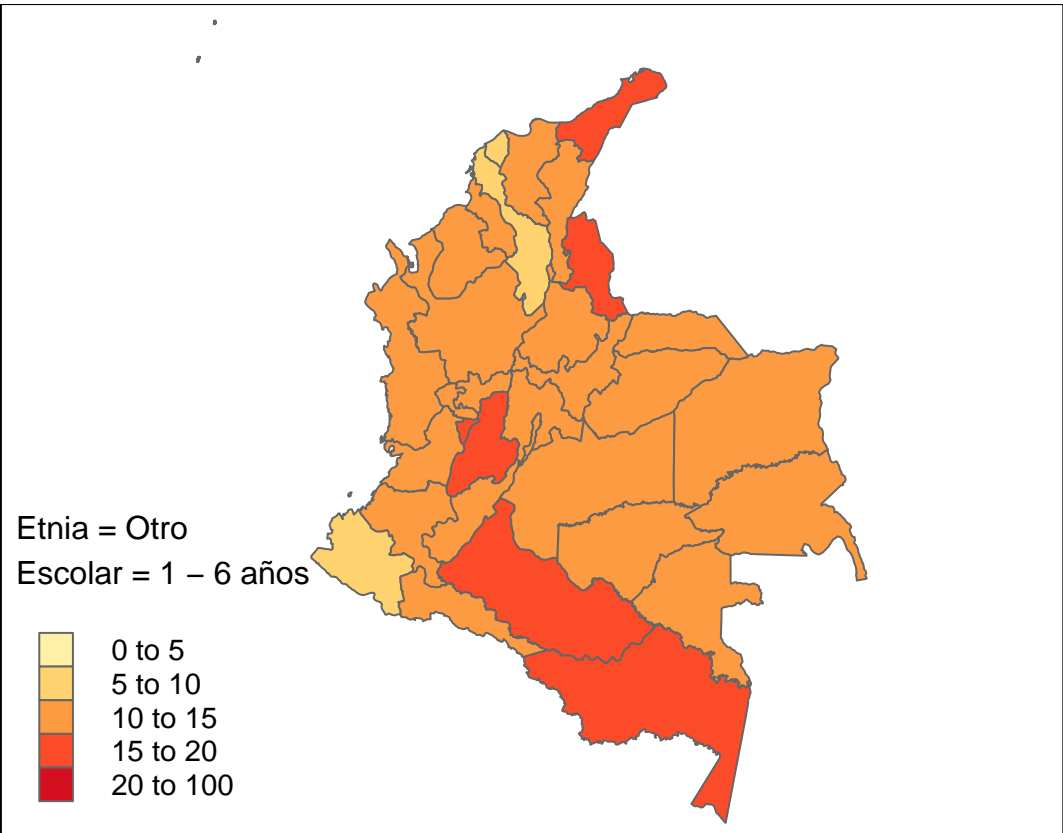 Etnia = Otro
Escolar = 1 − 6 años
0 to 5
5 to 10
10 to 15
15 to 20
20 to 100